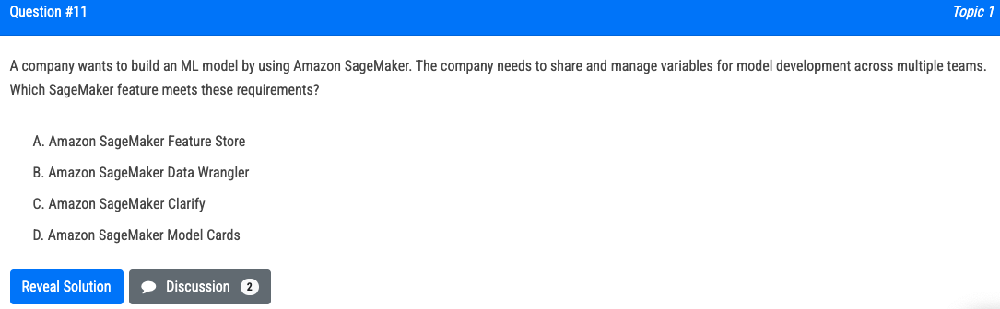 Question #11
Topic 1
A company wants to build an ML model by using Amazon SageMaker. The company needs to share and manage variables for model development across multiple teams.
Which SageMaker feature meets these requirements?
A. Amazon SageMaker Feature Store
B. Amazon SageMaker Data Wrangler
C. Amazon SageMaker Clarify
D. Amazon SageMaker Model Cards
Reveal Solution
Discussion 2